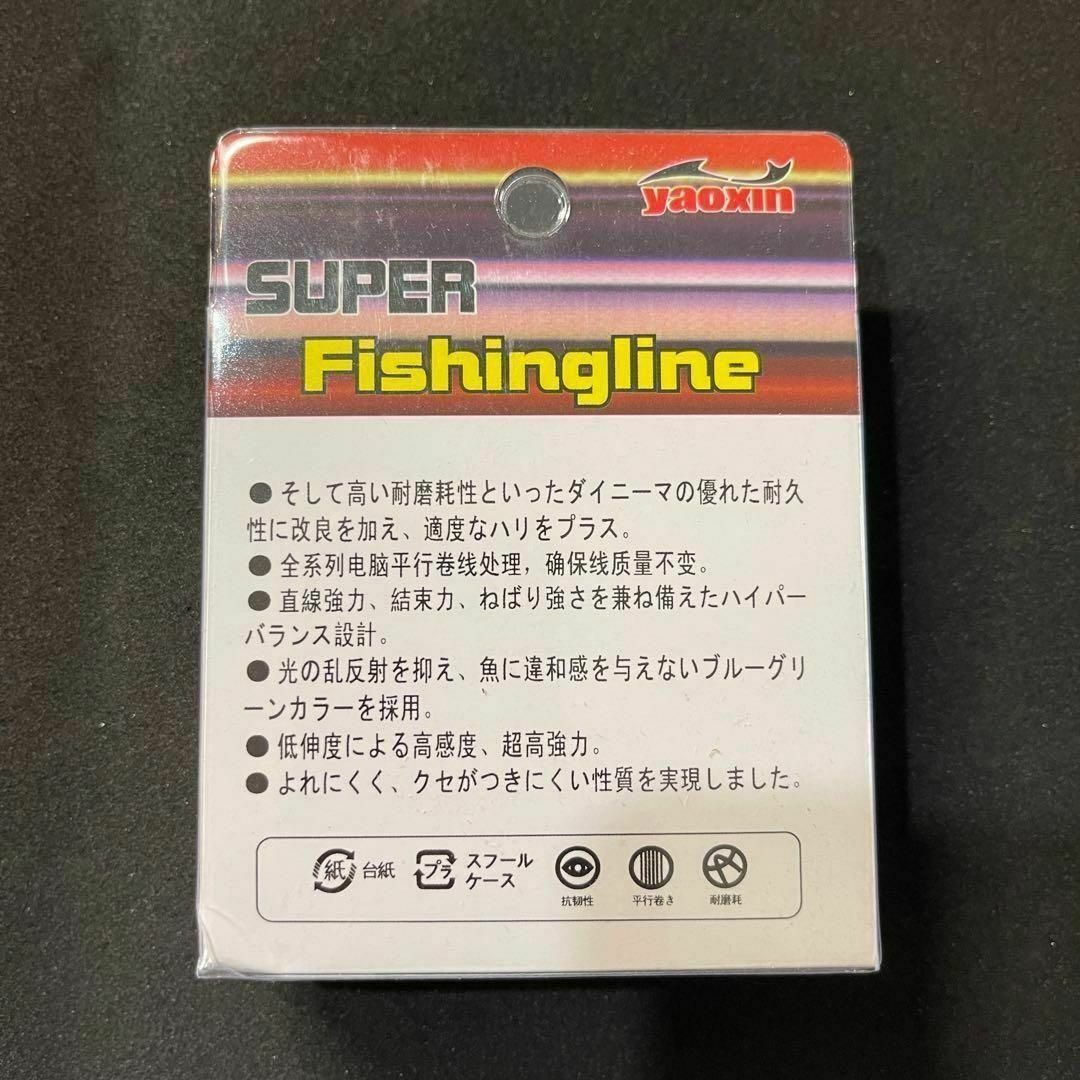 yaoxin
SUPER
Fishingline
● そして高い耐磨耗性といったダイニーマの優れた耐久
性に改良を加え、適度なハリをプラス。
● 全系列电脑平行卷线处理，确保线质量不变。
● 直線強力、結束力、ねばり強さを兼ね備えたハイパー
バランス設計。
● 光の乱反射を抑え、魚に違和感を与えないブルーグリ
ーンカラーを採用。
● 低伸度による高感度、超高強力。
● よれにくく、クセがつきにくい性質を実現しました。
紙 台紙 プラ スフール
ケース
抗韧性 平行巻き 耐磨耗